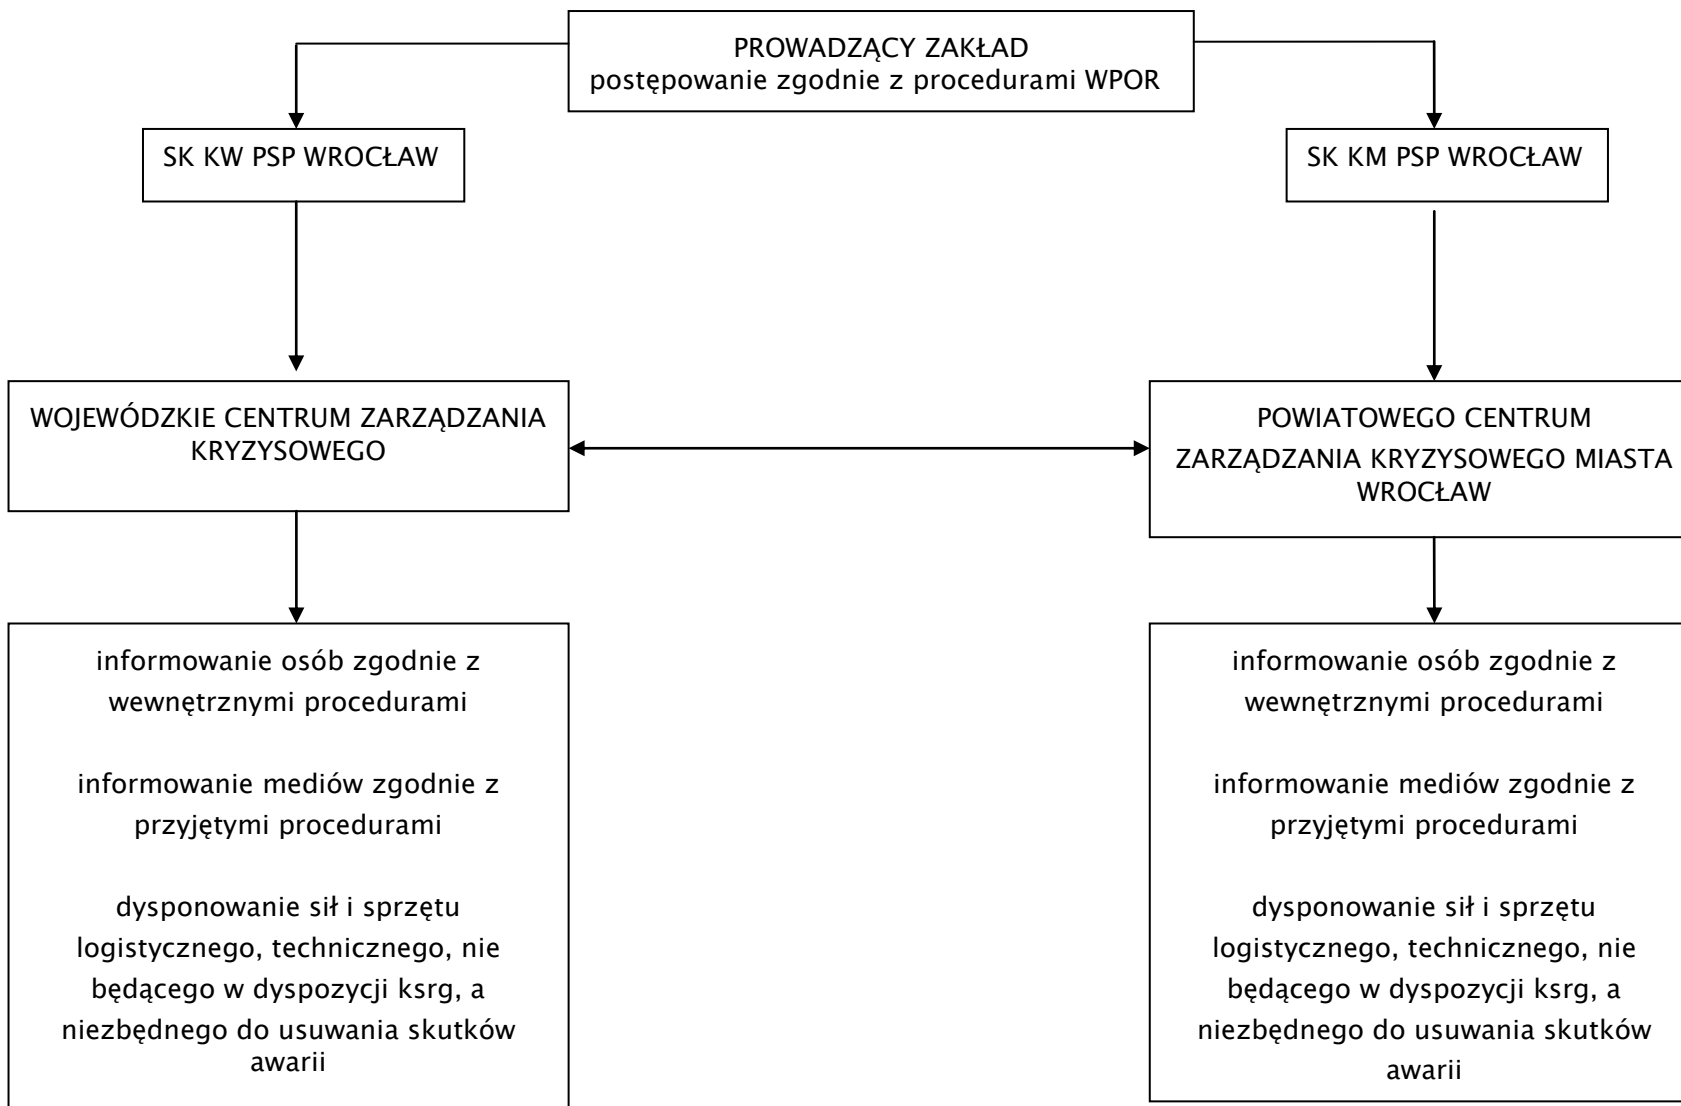 PROWADZĄCY ZAKŁAD
postępowanie zgodnie z procedurami WPOR
SK KW PSP WROCŁAW
SK KM PSP WROCŁAW
WOJEWÓDZKIE CENTRUM ZARZĄDZANIA
KRYZYSOWEGO
POWIATOWEGO CENTRUM
ZARZĄDZANIA KRYZYSOWEGO MIASTA
WROCŁAW
informowanie osób zgodnie z
wewnętrznymi procedurami
informowanie mediów zgodnie z
przyjętymi procedurami
dysponowanie sił i sprzętu
logistycznego, technicznego, nie
będącego w dyspozycji ksrg, a
niezbędnego do usuwania skutków
awarii
informowanie osób zgodnie z
wewnętrznymi procedurami
informowanie mediów zgodnie z
przyjętymi procedurami
dysponowanie sił i sprzętu
logistycznego, technicznego, nie
będącego w dyspozycji ksrg, a
niezbędnego do usuwania skutków
awarii